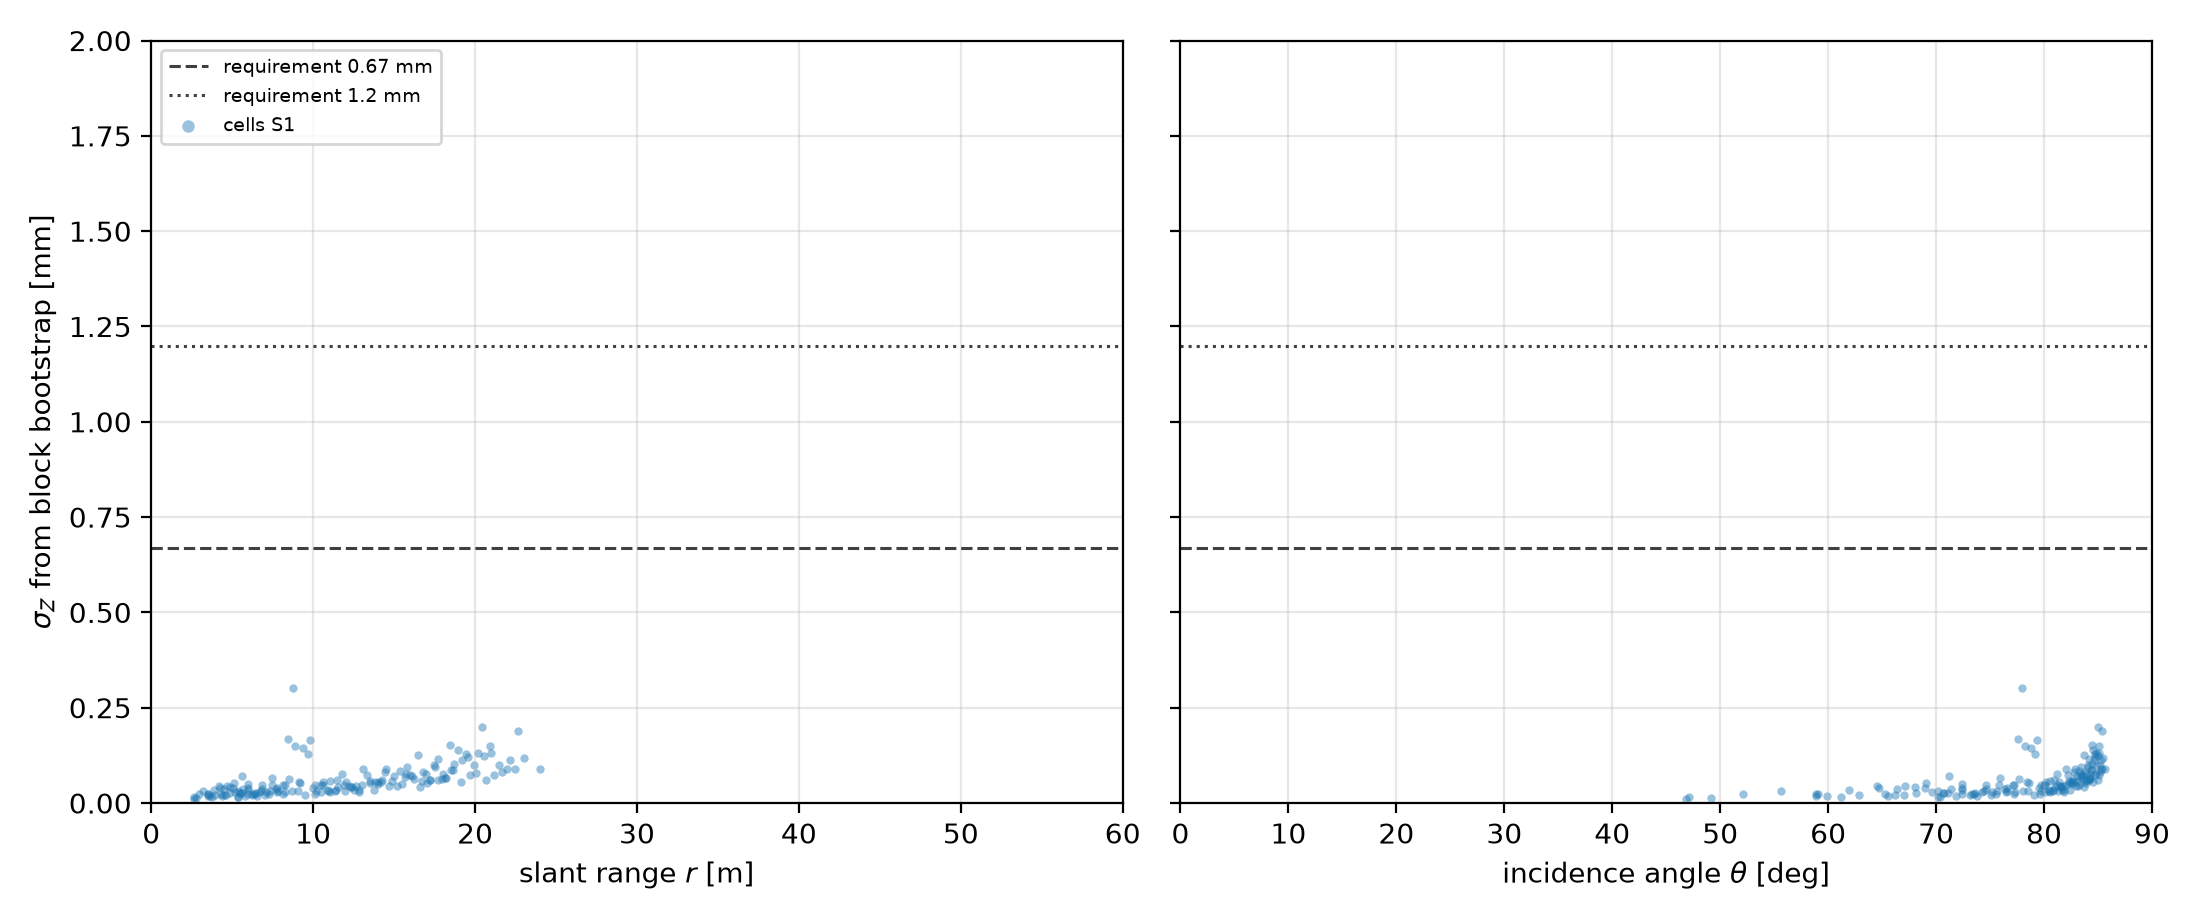 2.00
1.75
1.50
1.25
1.00
0.75
0.50
0.25
0.00
σZ from block bootstrap [mm]
requirement 0.67 mm
requirement 1.2 mm
cells S1
0 10 20 30 40 50 60
slant range r [m]
0 10 20 30 40 50 60 70 80 90
incidence angle θ [deg]